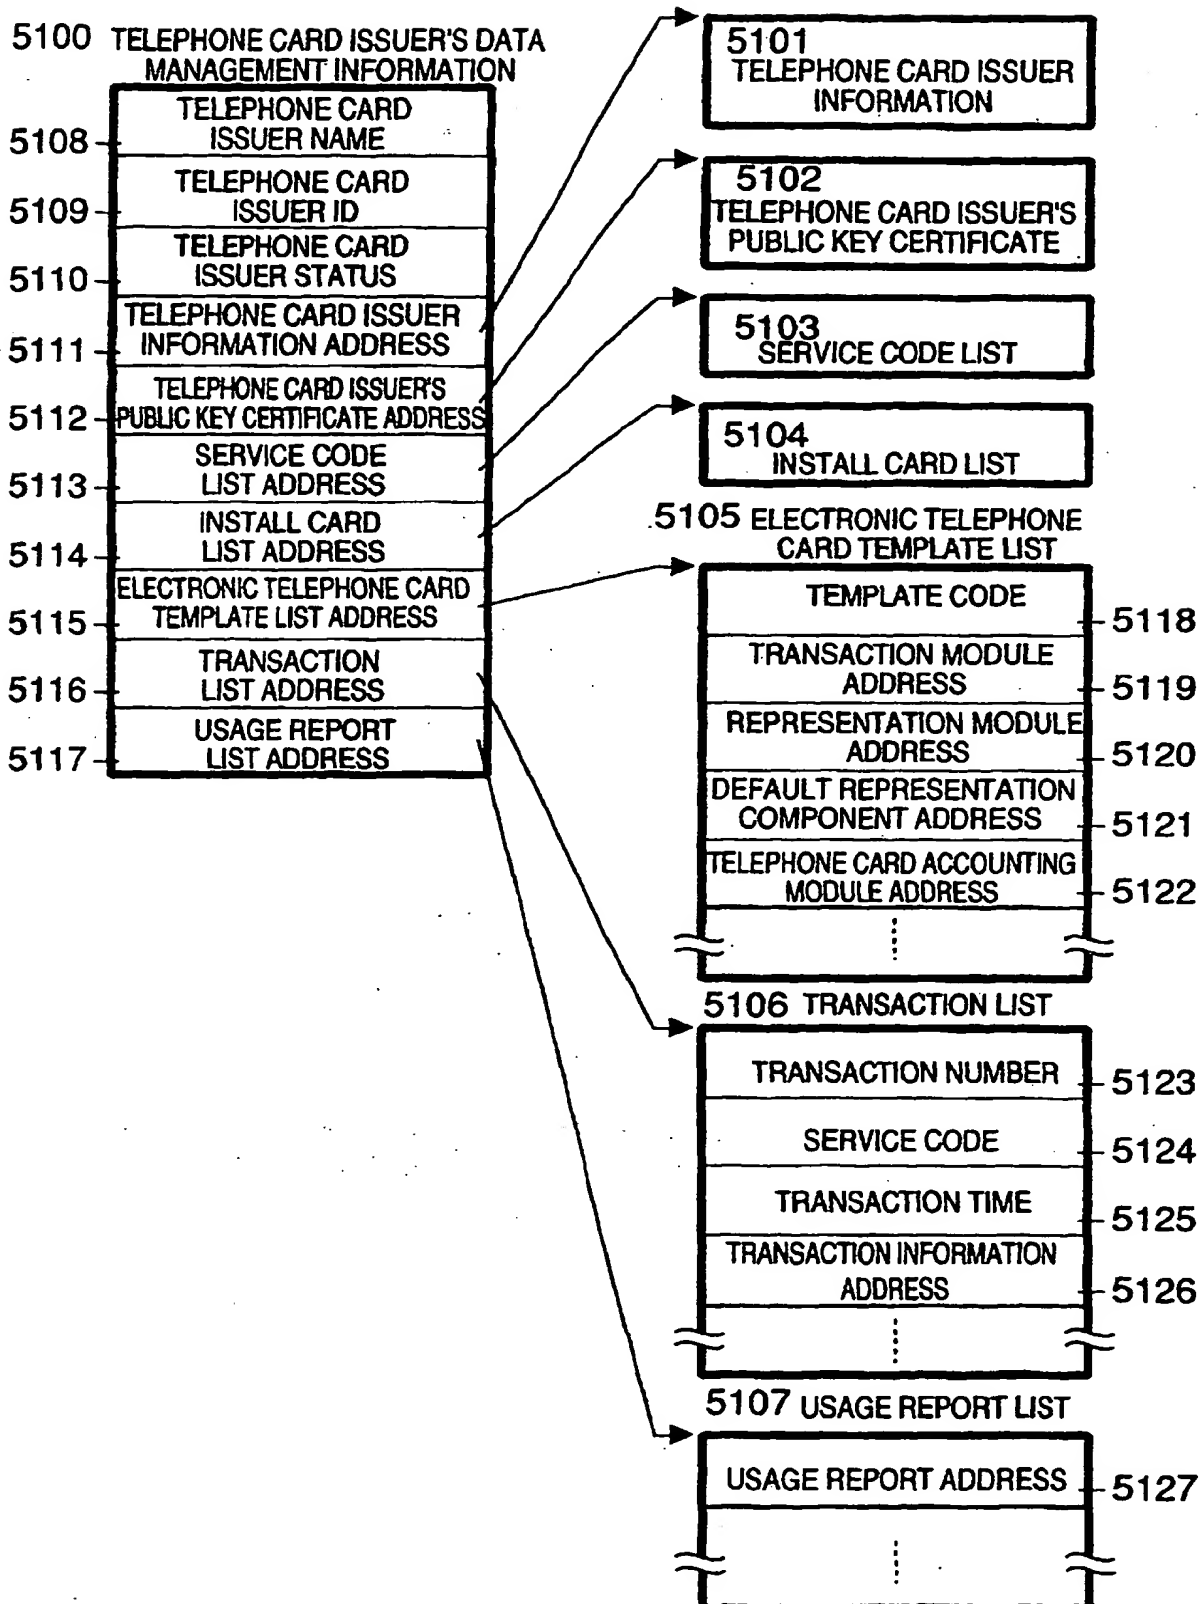 5100 TELEPHONE CARD ISSUER'S DATA
MANAGEMENT INFORMATION
TELEPHONE CARD
ISSUER NAME
5108
TELEPHONE CARD
ISSUER ID
5109
TELEPHONE CARD
ISSUER STATUS
5110
TELEPHONE CARD ISSUER
INFORMATION ADDRESS
5111
TELEPHONE CARD ISSUER'S
PUBLIC KEY CERTIFICATE ADDRESS
5112
SERVICE CODE
LIST ADDRESS
5113
INSTALL CARD
LIST ADDRESS
5114
ELECTRONIC TELEPHONE CARD
TEMPLATE LIST ADDRESS
5115
TRANSACTION
LIST ADDRESS
5116
USAGE REPORT
LIST ADDRESS
5117
5101
TELEPHONE CARD ISSUER
INFORMATION
5102
TELEPHONE CARD ISSUER'S
PUBLIC KEY CERTIFICATE
5103
SERVICE CODE LIST
5104
INSTALL CARD LIST
5105 ELECTRONIC TELEPHONE
CARD TEMPLATE LIST
TEMPLATE CODE
5118
TRANSACTION MODULE
ADDRESS
5119
REPRESENTATION MODULE
ADDRESS
5120
DEFAULT REPRESENTATION
COMPONENT ADDRESS
5121
TELEPHONE CARD ACCOUNTING
MODULE ADDRESS
5122
5106 TRANSACTION LIST
TRANSACTION NUMBER
5123
SERVICE CODE
5124
TRANSACTION TIME
5125
TRANSACTION INFORMATION
ADDRESS
5126
5107 USAGE REPORT LIST
USAGE REPORT ADDRESS
5127